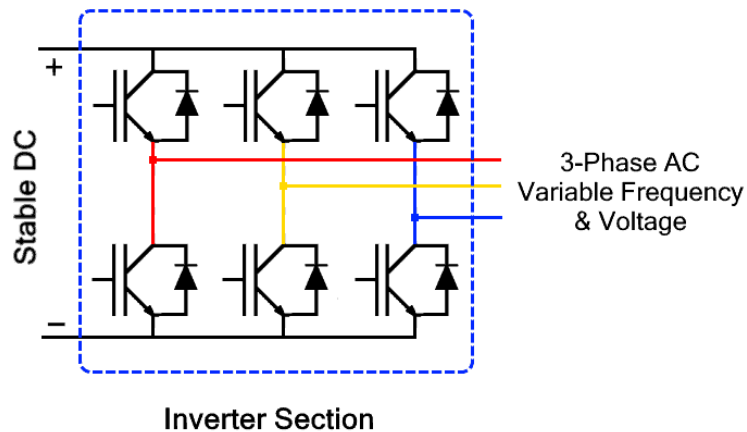 +
Stable DC
−
3-Phase AC
Variable Frequency
& Voltage
Inverter Section